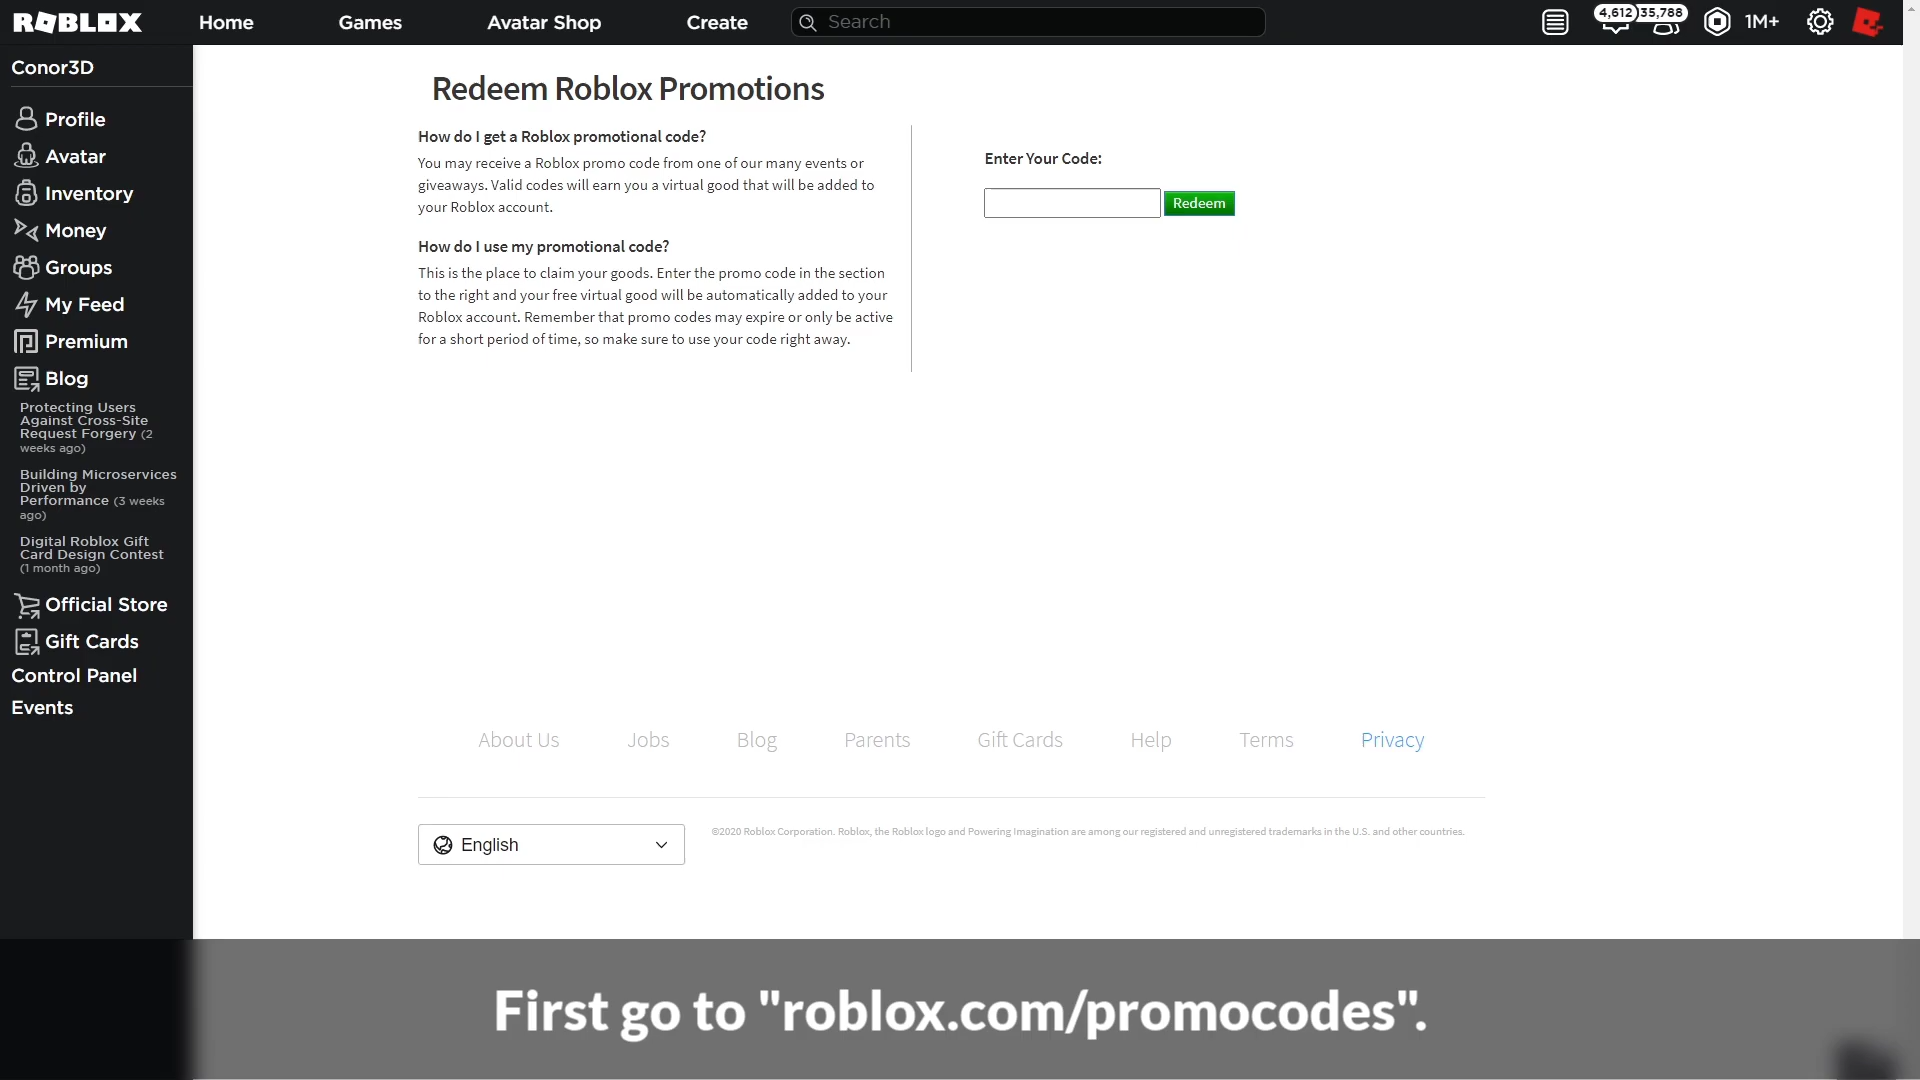 ROBLOX
Home
Games
Avatar Shop
Create
Search
4,612
35,788
1M+
Conor3D
Profile
Avatar
Inventory
Money
Groups
My Feed
Premium
Blog
Protecting Users
Against Cross-Site
Request Forgery (2
weeks ago)
Building Microservices
Driven by
Performance (3 weeks
ago)
Digital Roblox Gift
Card Design Contest
(1 month ago)
Official Store
Gift Cards
Control Panel
Events
Redeem Roblox Promotions
How do I get a Roblox promotional code?
You may receive a Roblox promo code from one of our many events or
giveaways. Valid codes will earn you a virtual good that will be added to
your Roblox account.
How do I use my promotional code?
This is the place to claim your goods. Enter the promo code in the section
to the right and your free virtual good will be automatically added to your
Roblox account. Remember that promo codes may expire or only be active
for a short period of time, so make sure to use your code right away.
Enter Your Code:
Redeem
About Us
Jobs
Blog
Parents
Gift Cards
Help
Terms
Privacy
English
©2020 Roblox Corporation. Roblox, the Roblox logo and Powering Imagination are among our registered and unregistered trademarks in the U.S. and other countries.
First go to "roblox.com/promocodes".